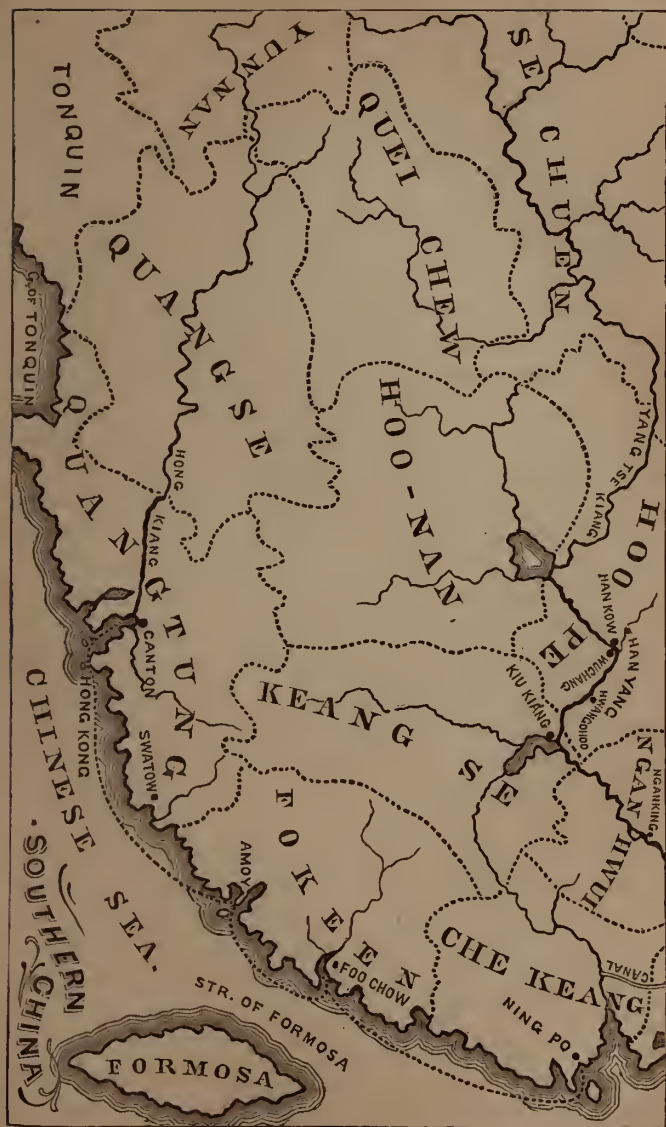 SE CHUEN
YUNNAN
TONQUIN
QUEI CHEW
QUANGSE
G. OF TONQUIN
HOO-NAN
YANG TSE KIANG
HOO PE
HAN KOW
HAN YANG
WUCHANG
KIU KIANG
NGANKING
NGAN HWUI
HONG KIANG
QUANGTUNG
CANTON
HONG KONG
SWATOW
KEANG SE
FOKEEN
AMOY
FOO CHOW
CHE KEANG
CANAL
NING PO
CHINESE SEA.
STR. OF FORMOSA
FORMOSA
SOUTHERN
CHINA